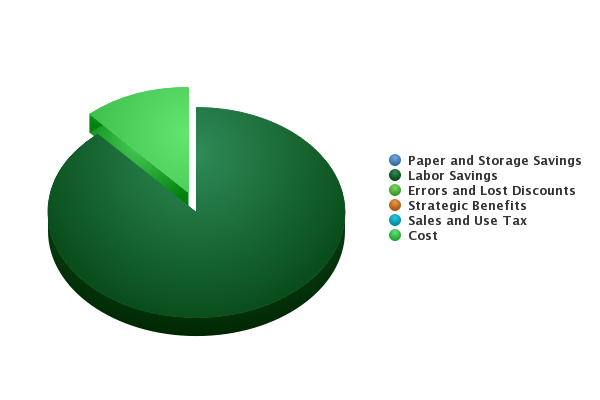 Paper and Storage Savings
Labor Savings
Errors and Lost Discounts
Strategic Benefits
Sales and Use Tax
Cost